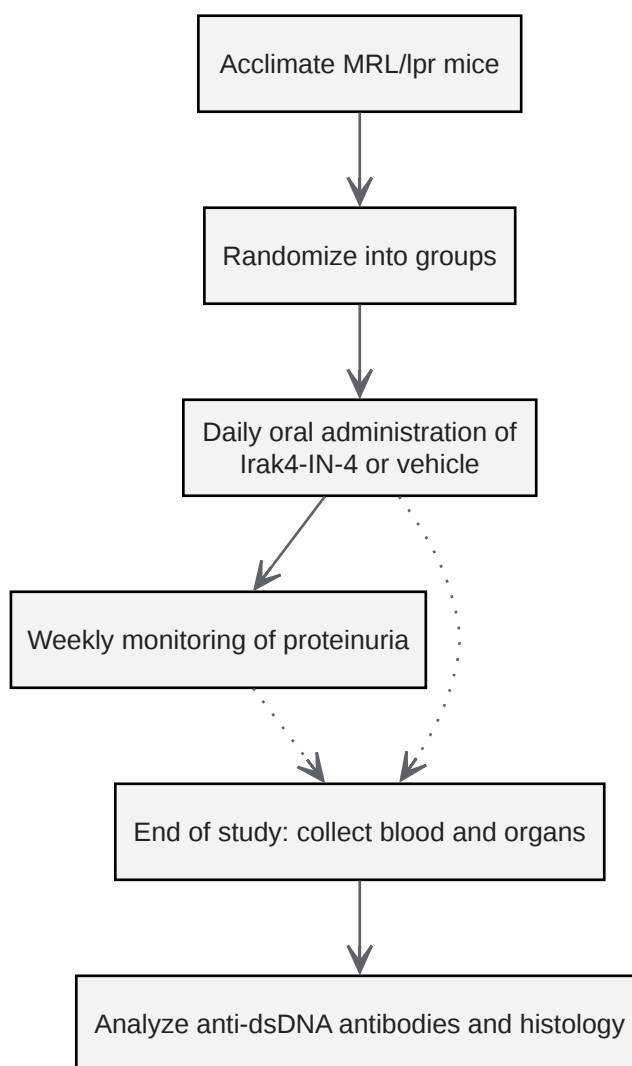 Acclimate MRL/lpr mice
Randomize into groups
Daily oral administration of
Irak4-IN-4 or vehicle
Weekly monitoring of proteinuria
End of study: collect blood and organs
Analyze anti-dsDNA antibodies and histology